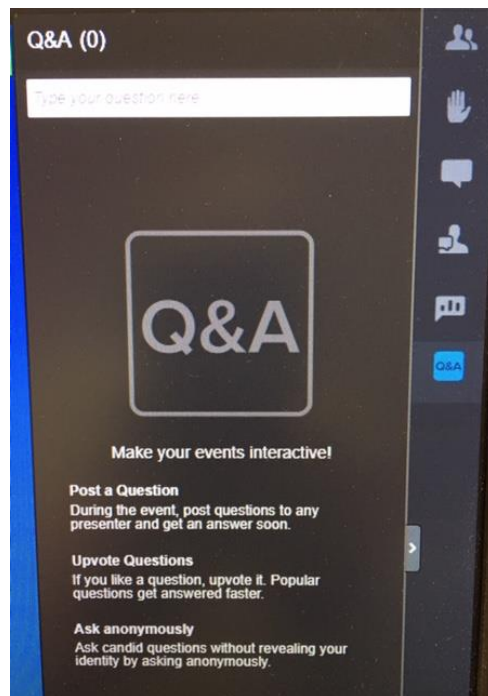 Q&A (0)
Type your question here
Q&A
Q&A
Make your events interactive!
Post a Question
During the event, post questions to any
presenter and get an answer soon.
Upvote Questions
If you like a question, upvote it. Popular
questions get answered faster.
Ask anonymously
Ask candid questions without revealing your
identity by asking anonymously.